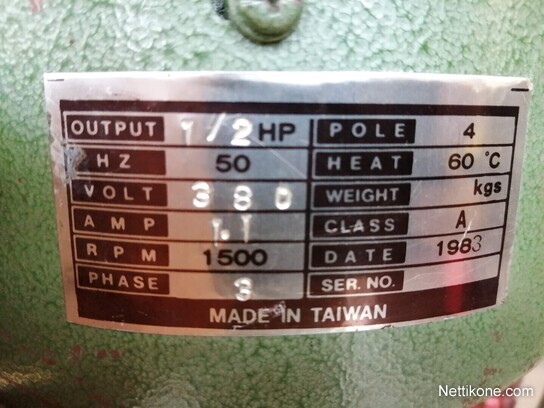 OUTPUT 1/2 HP POLE 4
HZ 50 HEAT 60 °C
VOLT 380 WEIGHT kgs
AMP 1.1 CLASS A
RPM 1500 DATE 1983
PHASE 3 SER. NO.
MADE IN TAIWAN
Nettikone.com